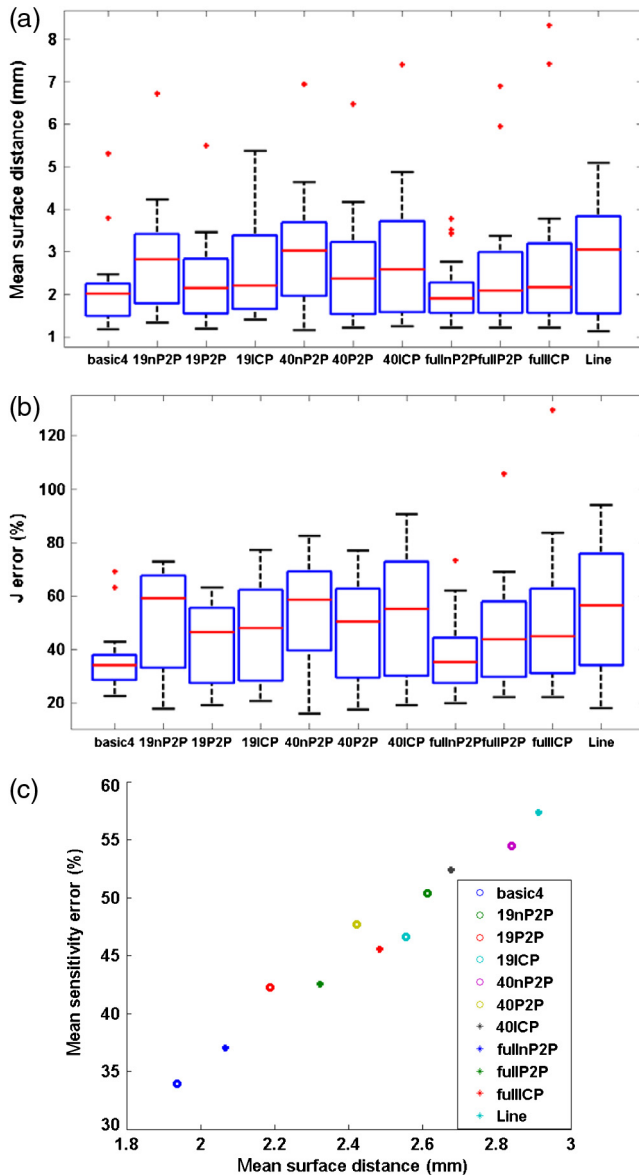 (a)
Mean surface distance (mm)
8
7
6
5
4
3
2
1
basic4 19nP2P 19P2P 19ICP 40nP2P 40P2P 40ICP fullnP2P fullP2P fullICP Line
(b)
J error (%)
120
100
80
60
40
20
basic4 19nP2P 19P2P 19ICP 40nP2P 40P2P 40ICP fullnP2P fullP2P fullICP Line
(c)
Mean sensitivity error (%)
60
55
50
45
40
35
30
basic4
19nP2P
19P2P
19ICP
40nP2P
40P2P
40ICP
fullnP2P
fullP2P
fullICP
Line
1.8 2 2.2 2.4 2.6 2.8 3
Mean surface distance (mm)